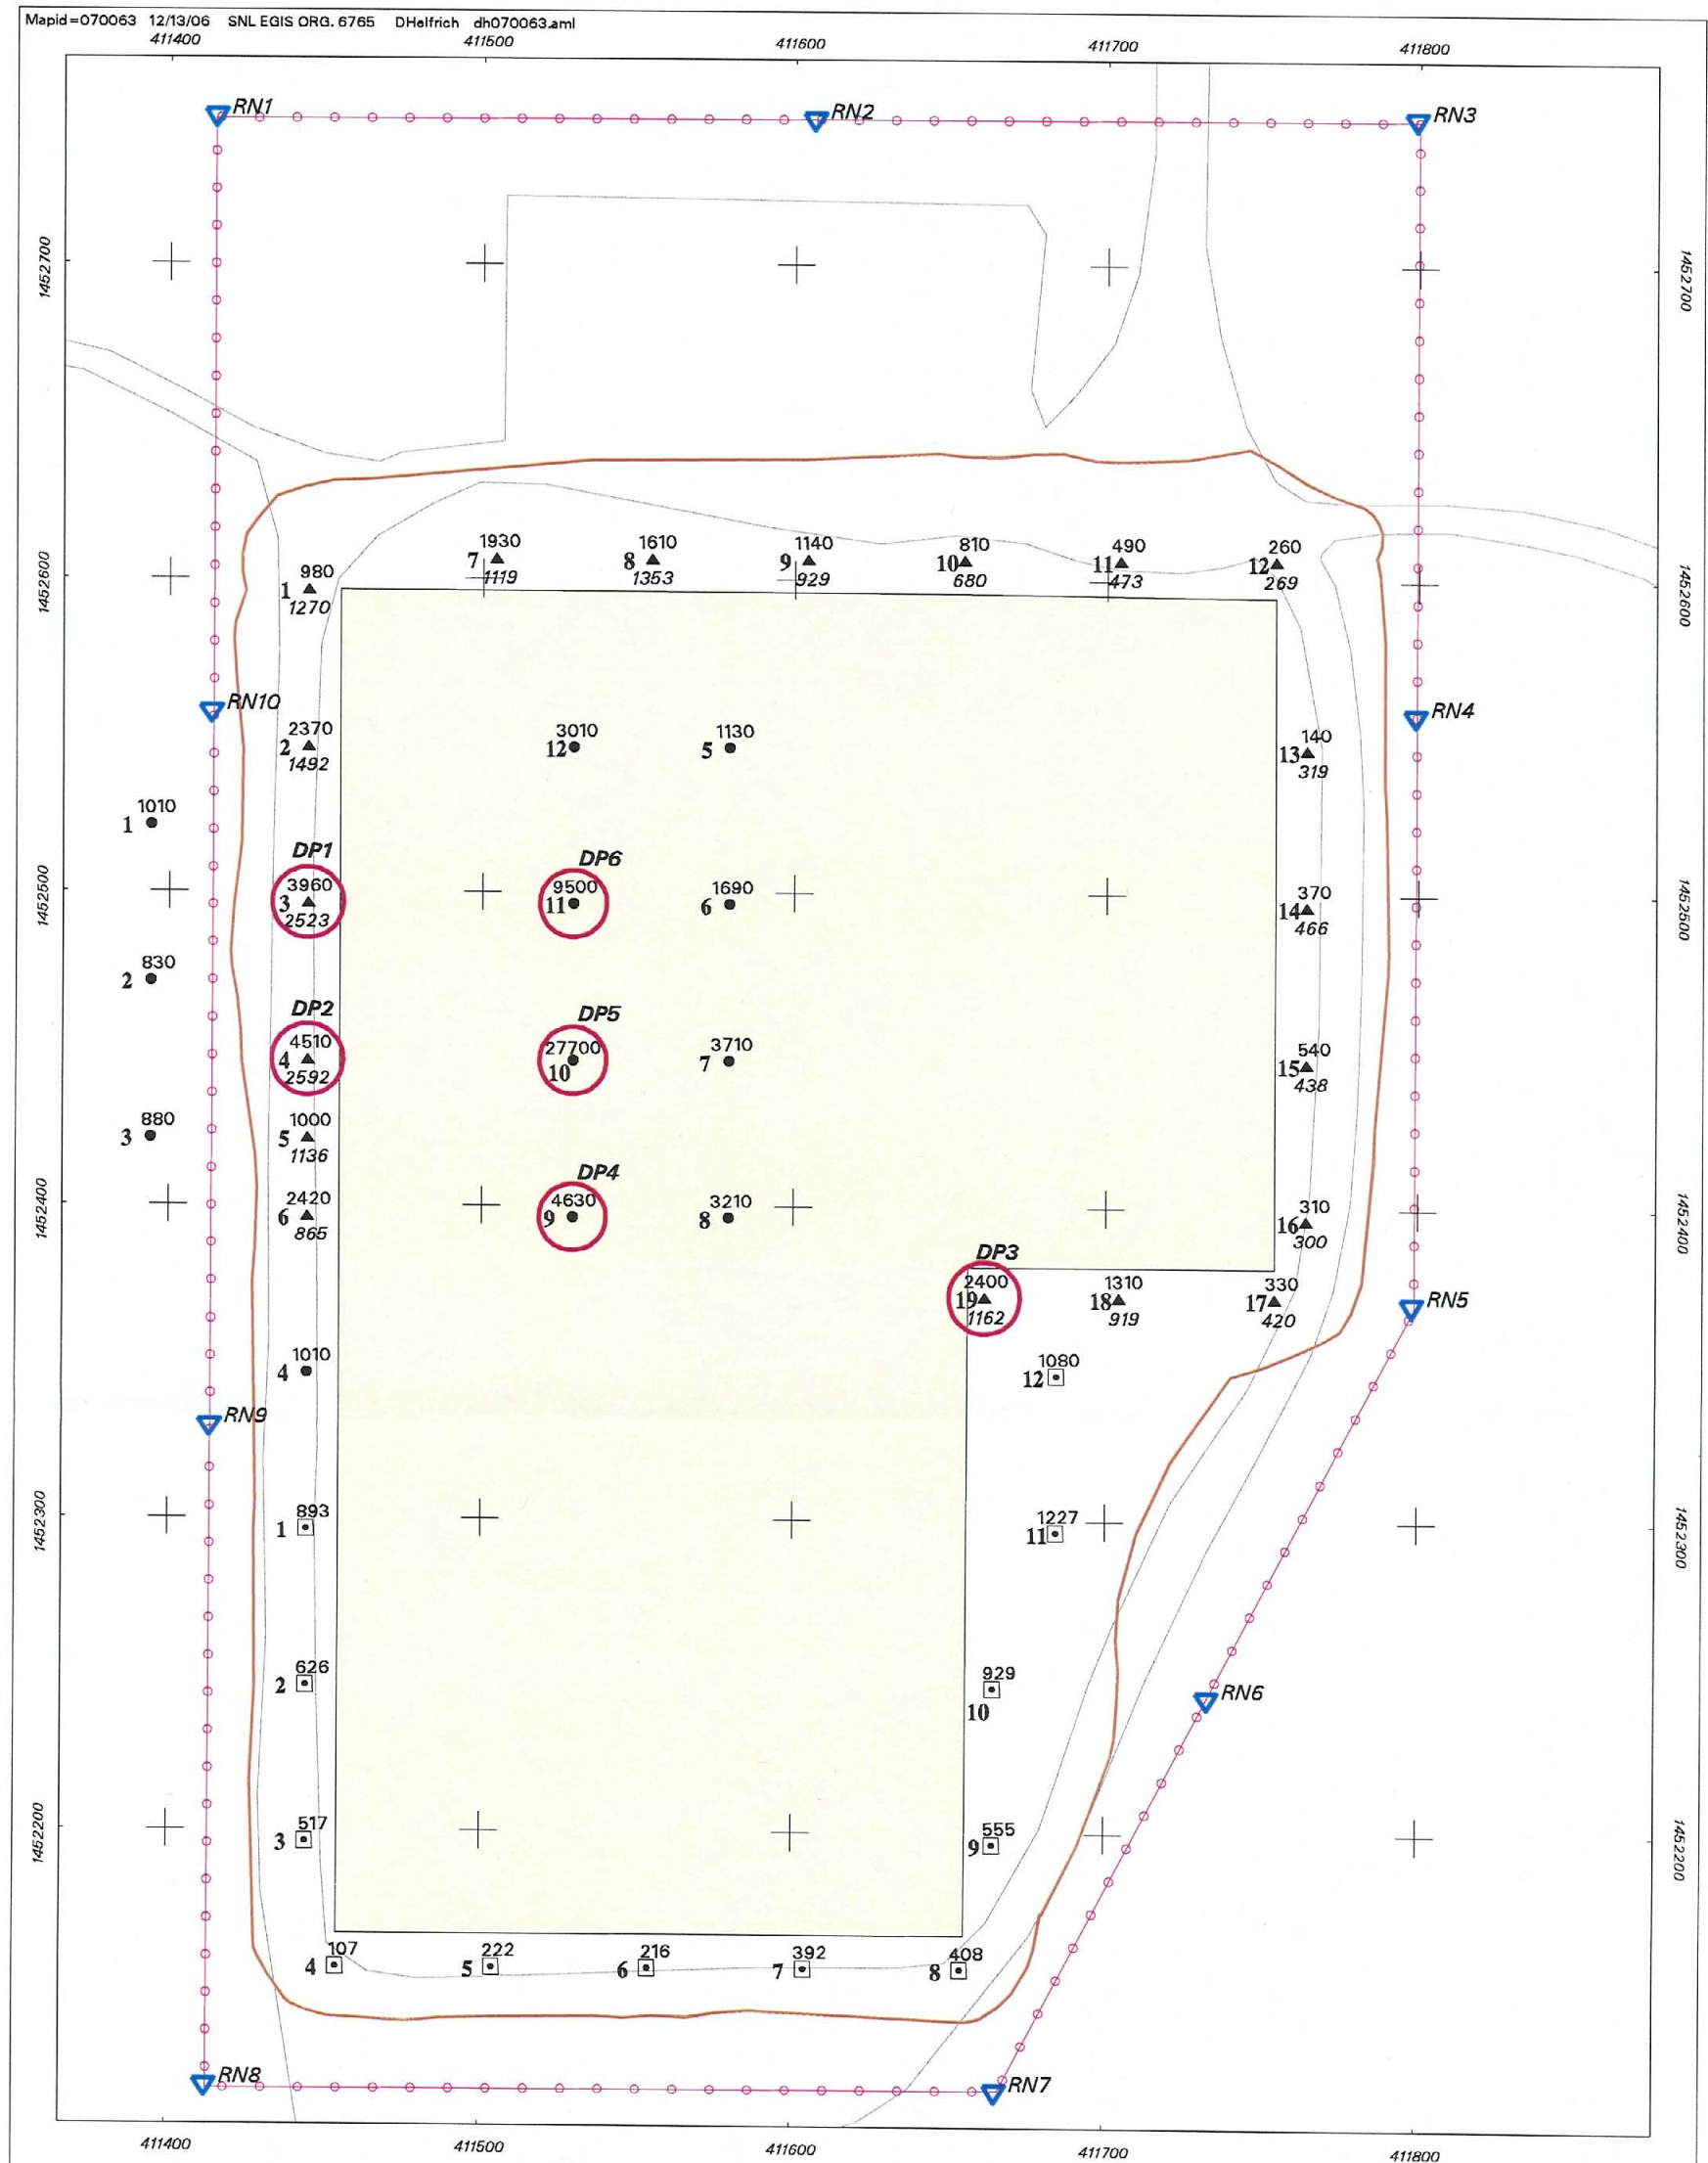 Mapid=070063 12/13/06 SNL EGIS ORG. 6765 DHelfrich dh070063.aml
411400 411500 411600 411700 411800
RN1 RN2 RN3
1452700 1452700
1930 1610 1140 810 490 260
7 8 9 10 11 12
1119 1353 929 680 473 269
980
1
1270
1452600 1452600
RN10 RN4
2370 3010 1130 140
2 12 5 13
1492 319
1010
1
DP1 DP6
3960 9500 1690 370
3 11 6 14
2523 466
1452500 1452500
830
2
DP2 DP5
4510 27700 3710 540
4 10 7 15
2592 438
880 1000
3 5
1136
DP4
2420 4630 3210 310
6 9 8 16
865 300
1452400 1452400
DP3
2400 1310 330
19 18 17
1162 919 420
RN5
1010 1080
4 12
RN9
893 1227
1 11
1452300 1452300
626 929
2 10
RN6
517 555
3 9
1452200 1452200
107 222 216 392 408
4 5 6 7 8
RN8 RN7
411400 411500 411600 411700 411800